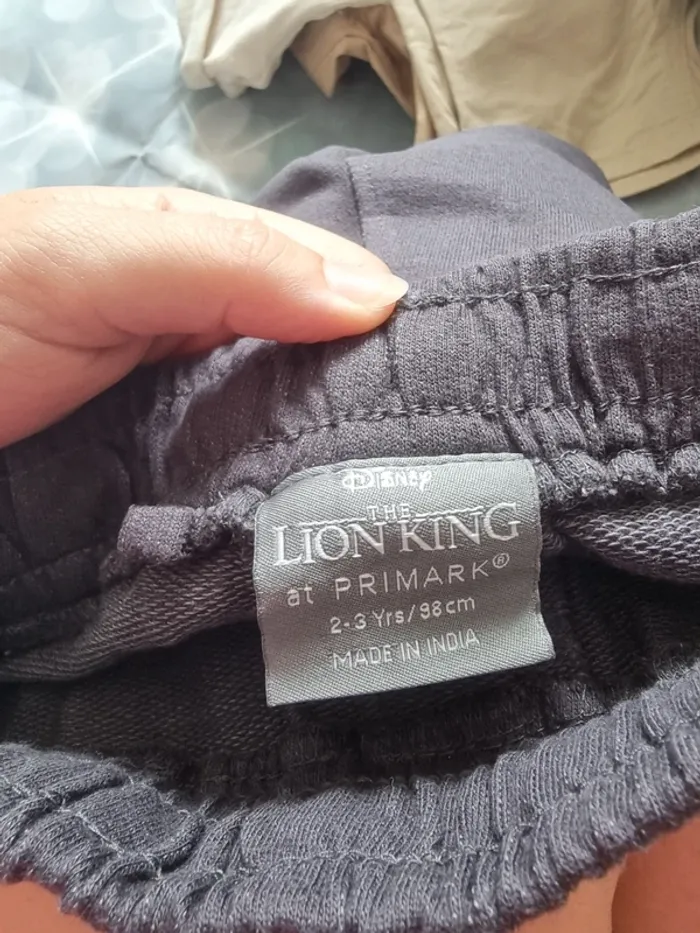 DISNEY
THE
LION KING
at PRIMARK®
2-3 Yrs/98cm
MADE IN INDIA